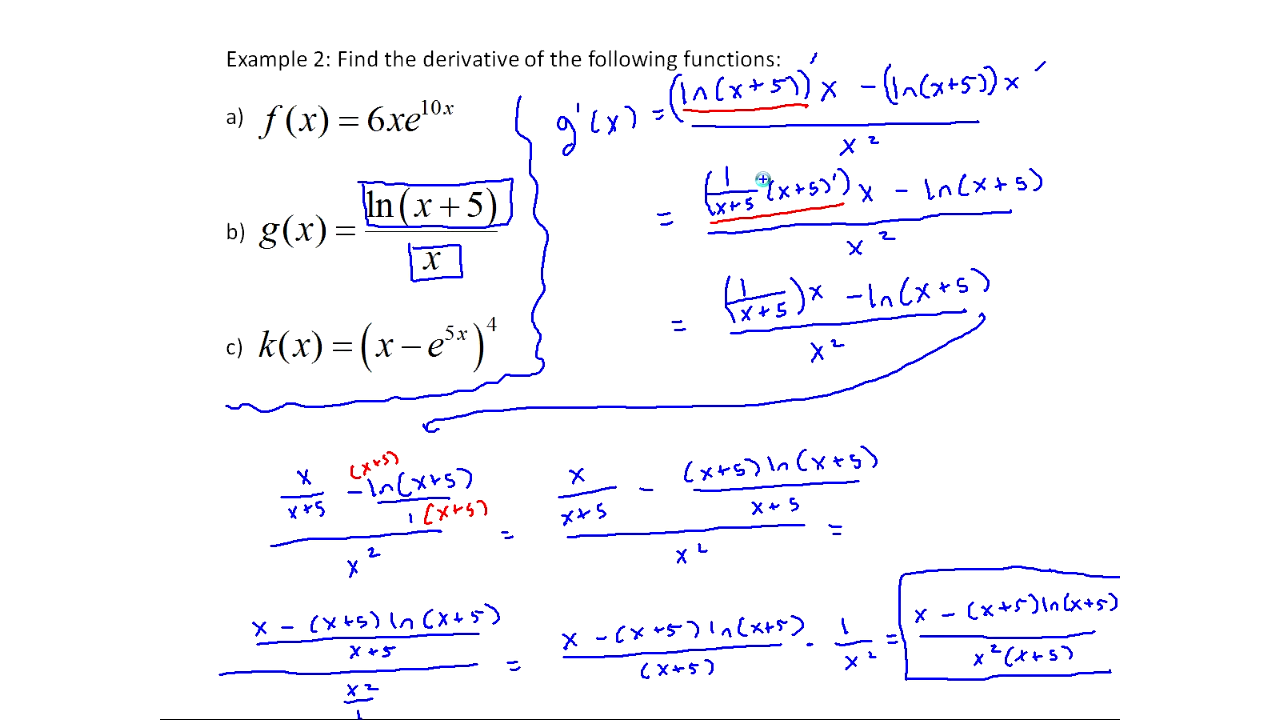 Example 2: Find the derivative of the following functions:
a) f(x) = 6xe^{10x}
b) g(x) = ln(x+5)/x
c) k(x) = (x − e^{5x})^4
g'(x) = ((ln(x+5))'x − (ln(x+5))x')/x²
= ((1/(x+5) · (x+5)')x − ln(x+5))/x²
= ((1/(x+5))x − ln(x+5))/x²
(x/(x+5) − (x+5) ln(x+5)/1(x+5))/x² = (x/(x+5) − (x+5)ln(x+5)/(x+5))/x² =
((x − (x+5)ln(x+5))/(x+5))/(x²/1) = (x − (x+5)ln(x+5))/(x+5) · 1/x² = (x − (x+5)ln(x+5))/(x²(x+5))